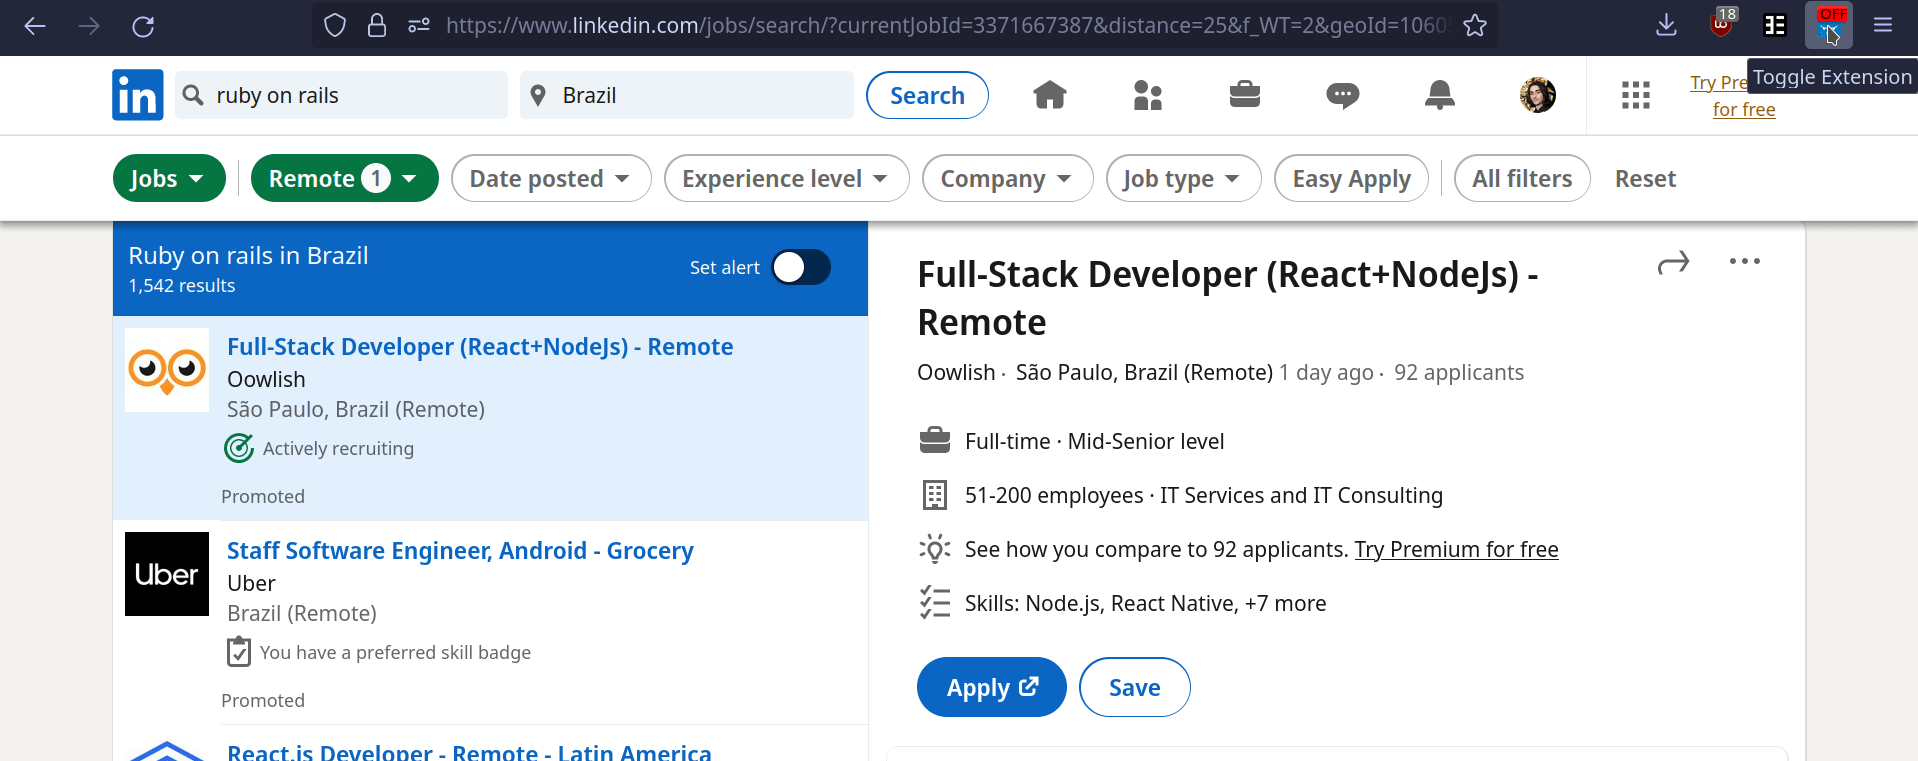 https://www.linkedin.com/jobs/search/?currentJobId=3371667387&distance=25&f_WT=2&geoId=1060
18
OFF
Toggle Extension
in
ruby on rails
Brazil
Search
Try Pre
for free
Jobs
Remote 1
Date posted
Experience level
Company
Job type
Easy Apply
All filters
Reset
Ruby on rails in Brazil
1,542 results
Set alert
Full-Stack Developer (React+NodeJs) - Remote
Oowlish
São Paulo, Brazil (Remote)
Actively recruiting
Promoted
Uber
Staff Software Engineer, Android - Grocery
Uber
Brazil (Remote)
You have a preferred skill badge
Promoted
React.js Developer - Remote - Latin America
Full-Stack Developer (React+NodeJs) -
Remote
Oowlish · São Paulo, Brazil (Remote) 1 day ago · 92 applicants
Full-time · Mid-Senior level
51-200 employees · IT Services and IT Consulting
See how you compare to 92 applicants. Try Premium for free
Skills: Node.js, React Native, +7 more
Apply
Save